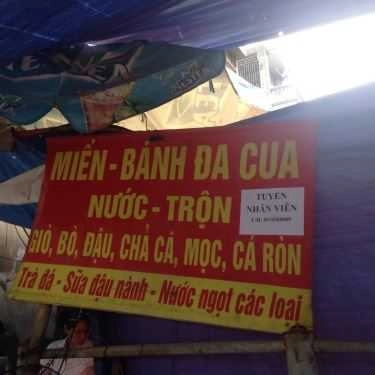 MIẾN - BÁNH ĐA CUA
NƯỚC - TRỘN
TUYỂN
NHÂN VIÊN
GIÒ, BÒ, ĐẬU, CHẢ CÁ, MỌC, CÁ RÔN
Trà đá - Sữa đậu nành - Nước ngọt các loại